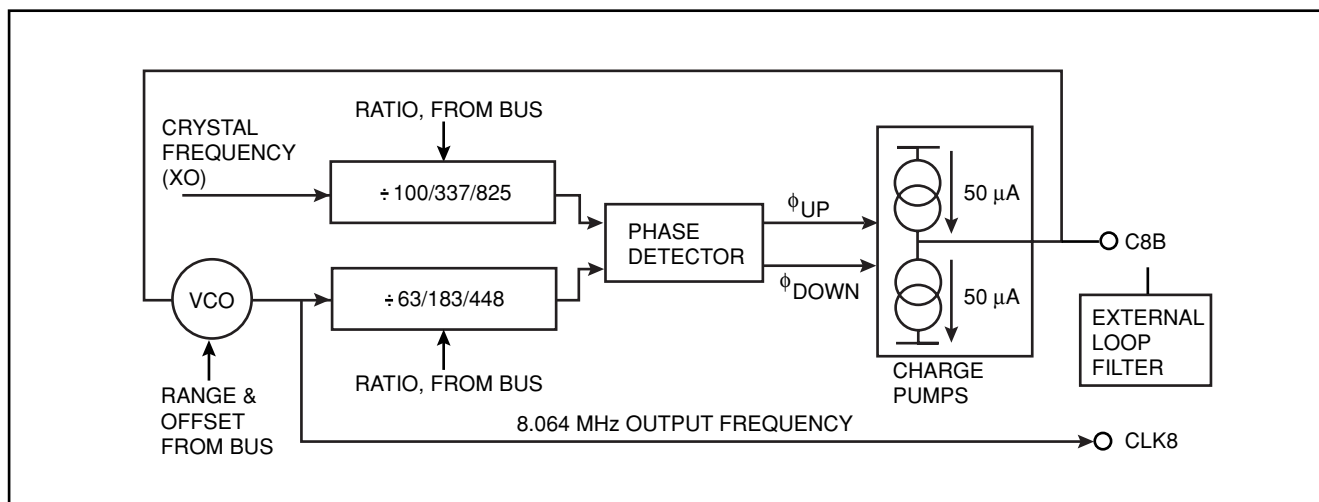 RATIO, FROM BUS
CRYSTAL
FREQUENCY
(XO)
÷ 100/337/825
ϕUP
50 µA
PHASE
DETECTOR
C8B
VCO
÷ 63/183/448
ϕDOWN
50 µA
EXTERNAL
LOOP
FILTER
RANGE &
OFFSET
FROM BUS
RATIO, FROM BUS
CHARGE
PUMPS
8.064 MHz OUTPUT FREQUENCY
CLK8